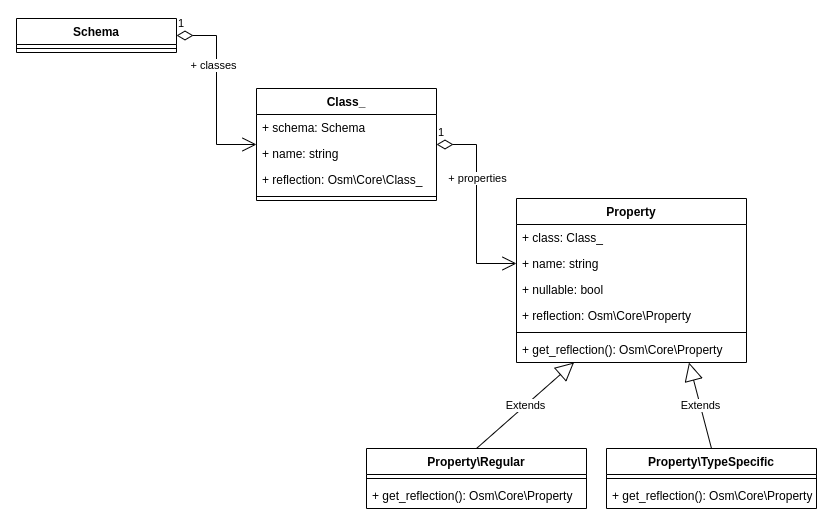 Schema
1
+ classes
Class_
+ schema: Schema
+ name: string
+ reflection: Osm\Core\Class_
1
+ properties
Property
+ class: Class_
+ name: string
+ nullable: bool
+ reflection: Osm\Core\Property
+ get_reflection(): Osm\Core\Property
Extends
Extends
Property\Regular
+ get_reflection(): Osm\Core\Property
Property\TypeSpecific
+ get_reflection(): Osm\Core\Property